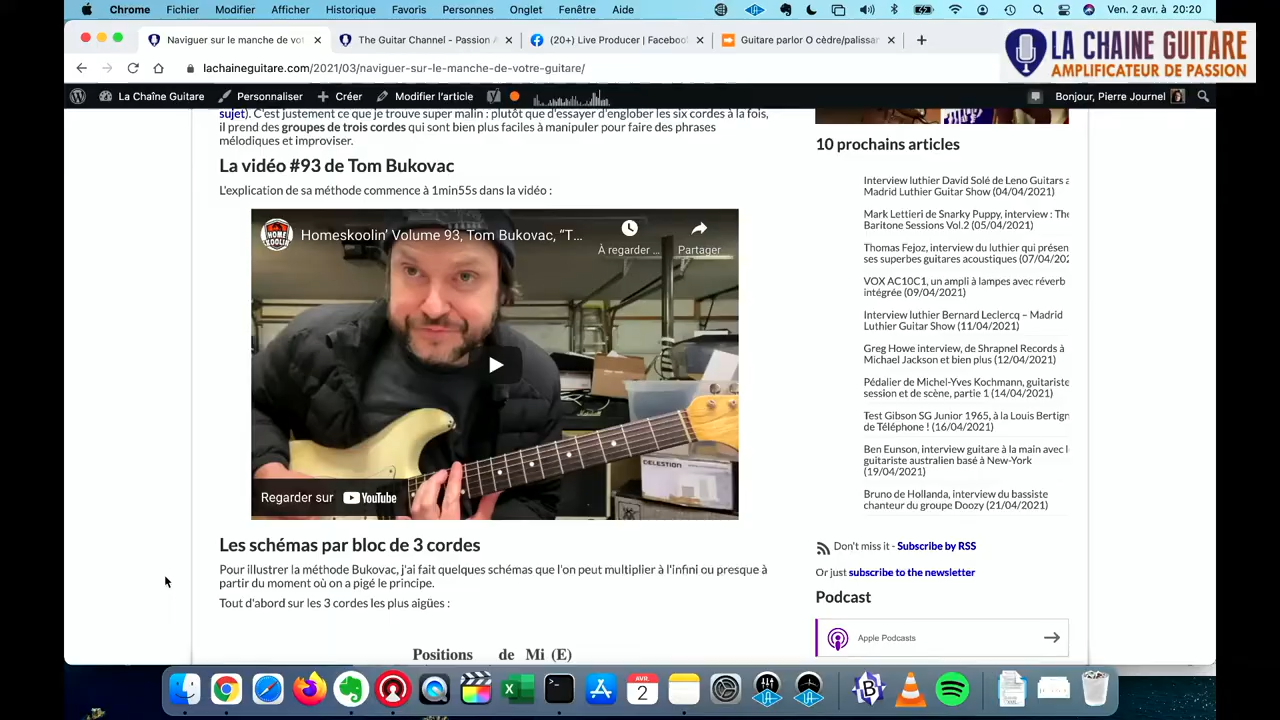 Chrome Fichier Modifier Afficher Historique Favoris Personnes Onglet Fenêtre Aide Ven. 2 avr. à 20:20
Naviguer sur le manche de vot × The Guitar Channel - Passion A × (20+) Live Producer | Facebook × Guitare parlor O cèdre/palissan × +
LA CHAINE GUITARE
AMPLIFICATEUR DE PASSION
lachaineguitare.com/2021/03/naviguer-sur-le-manche-de-votre-guitare/
La Chaîne Guitare Personnaliser Créer Modifier l'article Bonjour, Pierre Journel
sujet). C'est justement ce que je trouve super malin : plutôt que d'essayer d'englober les six cordes à la fois,
il prend des groupes de trois cordes qui sont bien plus faciles à manipuler pour faire des phrases
mélodiques et improviser.
La vidéo #93 de Tom Bukovac
L'explication de sa méthode commence à 1min55s dans la vidéo :
HOME
KOOLIN'
Homeskoolin' Volume 93, Tom Bukovac, “T...
À regarder ...
Partager
CELESTION
Regarder sur YouTube
Les schémas par bloc de 3 cordes
Pour illustrer la méthode Bukovac, j'ai fait quelques schémas que l'on peut multiplier à l'infini ou presque à
partir du moment où on a pigé le principe.
Tout d'abord sur les 3 cordes les plus aigües :
Positions de Mi (E)
10 prochains articles
Interview luthier David Solé de Leno Guitars a
Madrid Luthier Guitar Show (04/04/2021)
Mark Lettieri de Snarky Puppy, interview : The
Baritone Sessions Vol.2 (05/04/2021)
Thomas Fejoz, interview du luthier qui présen
ses superbes guitares acoustiques (07/04/202
VOX AC10C1, un ampli à lampes avec réverb
intégrée (09/04/2021)
Interview luthier Bernard Leclercq – Madrid
Luthier Guitar Show (11/04/2021)
Greg Howe interview, de Shrapnel Records à
Michael Jackson et bien plus (12/04/2021)
Pédalier de Michel-Yves Kochmann, guitariste
session et de scène, partie 1 (14/04/2021)
Test Gibson SG Junior 1965, à la Louis Bertign
de Téléphone ! (16/04/2021)
Ben Eunson, interview guitare à la main avec l
guitariste australien basé à New-York
(19/04/2021)
Bruno de Hollanda, interview du bassiste
chanteur du groupe Doozy (21/04/2021)
Don't miss it - Subscribe by RSS
Or just subscribe to the newsletter
Podcast
Apple Podcasts
AVR.
2